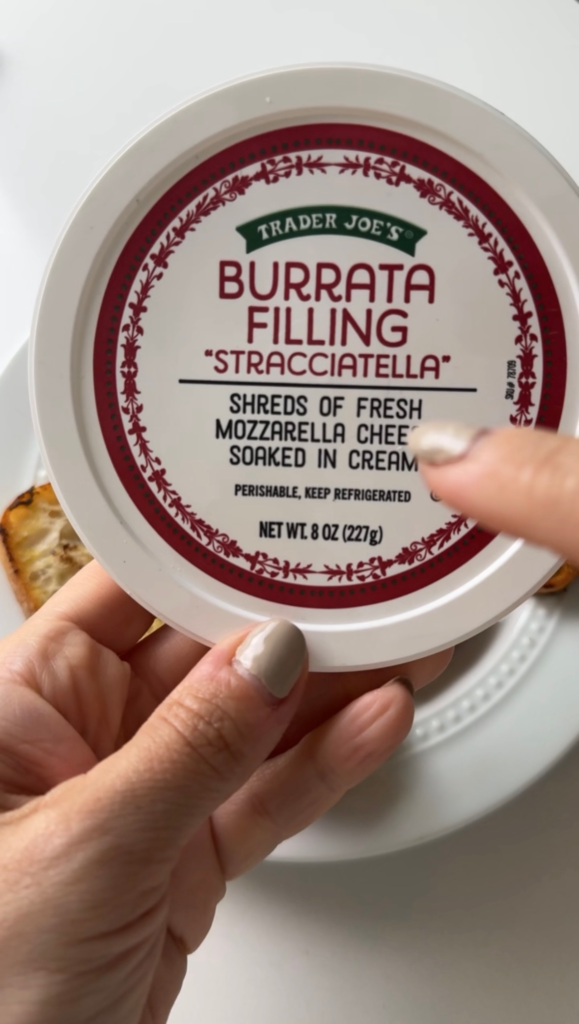 TRADER JOE'S
BURRATA
FILLING
"STRACCIATELLA"
SHREDS OF FRESH
MOZZARELLA
SOAKED IN CREAM
PERISHABLE, KEEP REFRIGERATED
NET WT. 8 OZ (227g)